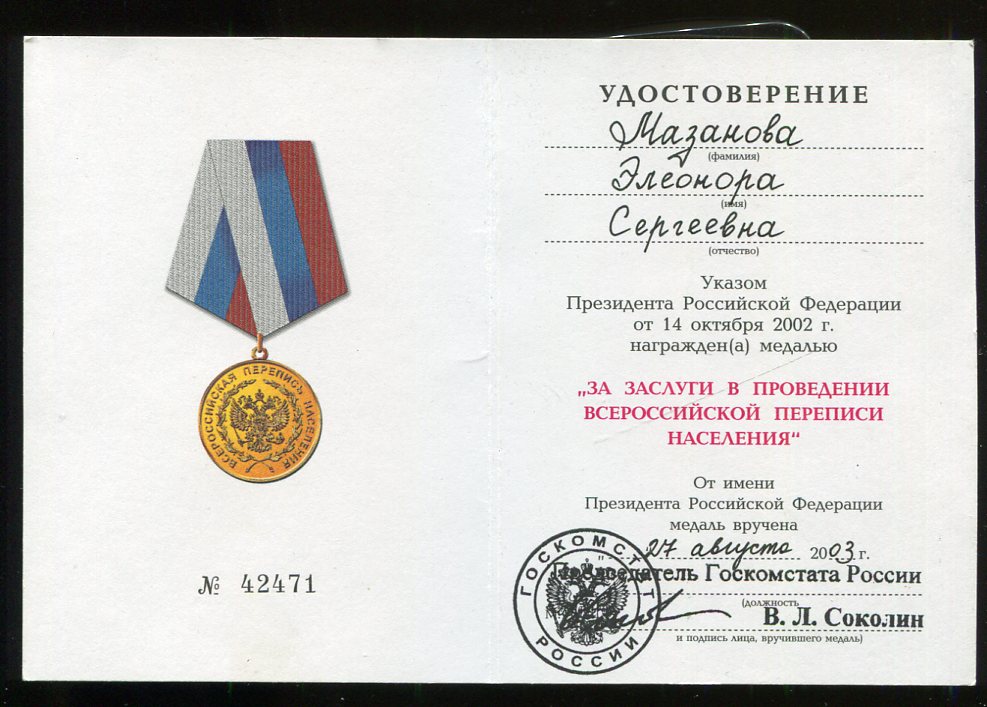 ВСЕРОССИЙСКАЯ ПЕРЕПИСЬ НАСЕЛЕНИЯ
№ 42471
УДОСТОВЕРЕНИЕ
Мазанова
(фамилия)
Элеонора
(имя)
Сергеевна
(отчество)
Указом
Президента Российской Федерации
от 14 октября 2002 г.
награжден(а) медалью
„ЗА ЗАСЛУГИ В ПРОВЕДЕНИИ
ВСЕРОССИЙСКОЙ ПЕРЕПИСИ
НАСЕЛЕНИЯ“
От имени
Президента Российской Федерации
медаль вручена
27 августа 2003 г.
Председатель Госкомстата России
(должность
В. Л. Соколин
и подпись лица, вручившего медаль)
ГОСКОМСТАТ РОССИИ